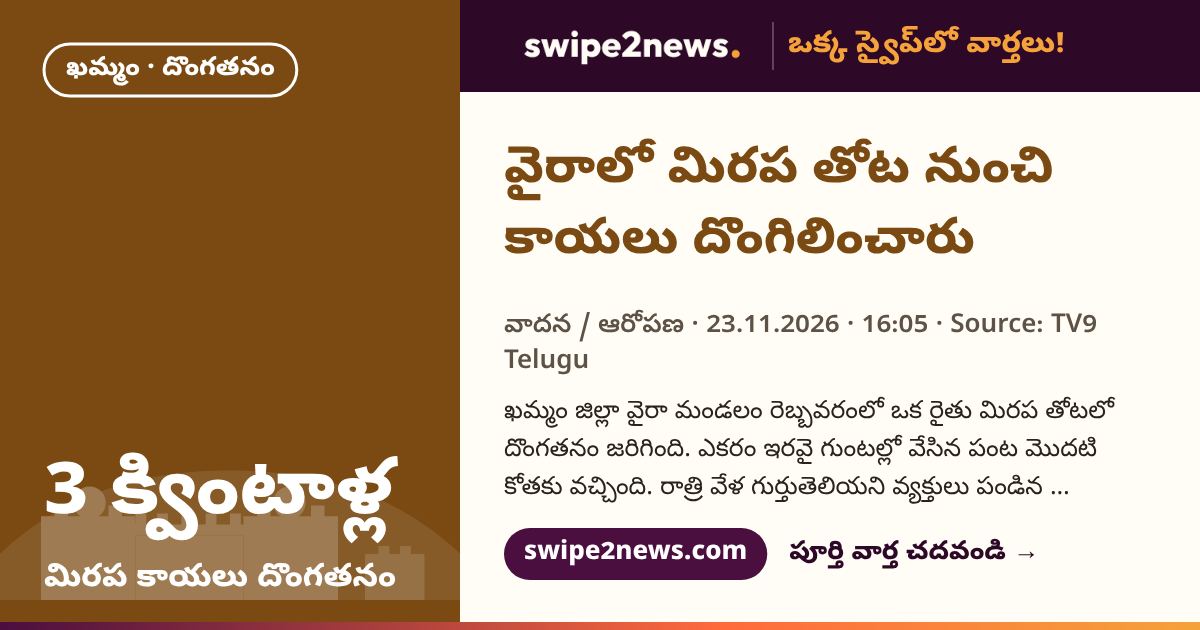 ఖమ్మం · దొంగతనం
3 క్వింటాళ్ల
మిరప కాయలు దొంగతనం
swipe2news. ఒక్క స్వైప్‌లో వార్తలు!
వైరాలో మిరప తోట నుంచి
కాయలు దొంగిలించారు
వాదన / ఆరోపణ · 23.11.2026 · 16:05 · Source: TV9
Telugu
ఖమ్మం జిల్లా వైరా మండలం రెబ్బవరంలో ఒక రైతు మిరప తోటలో
దొంగతనం జరిగింది. ఎకరం ఇరవై గుంటల్లో వేసిన పంట మొదటి
కోతకు వచ్చింది. రాత్రి వేళ గుర్తుతెలియని వ్యక్తులు పండిన ...
swipe2news.com పూర్తి వార్త చదవండి →